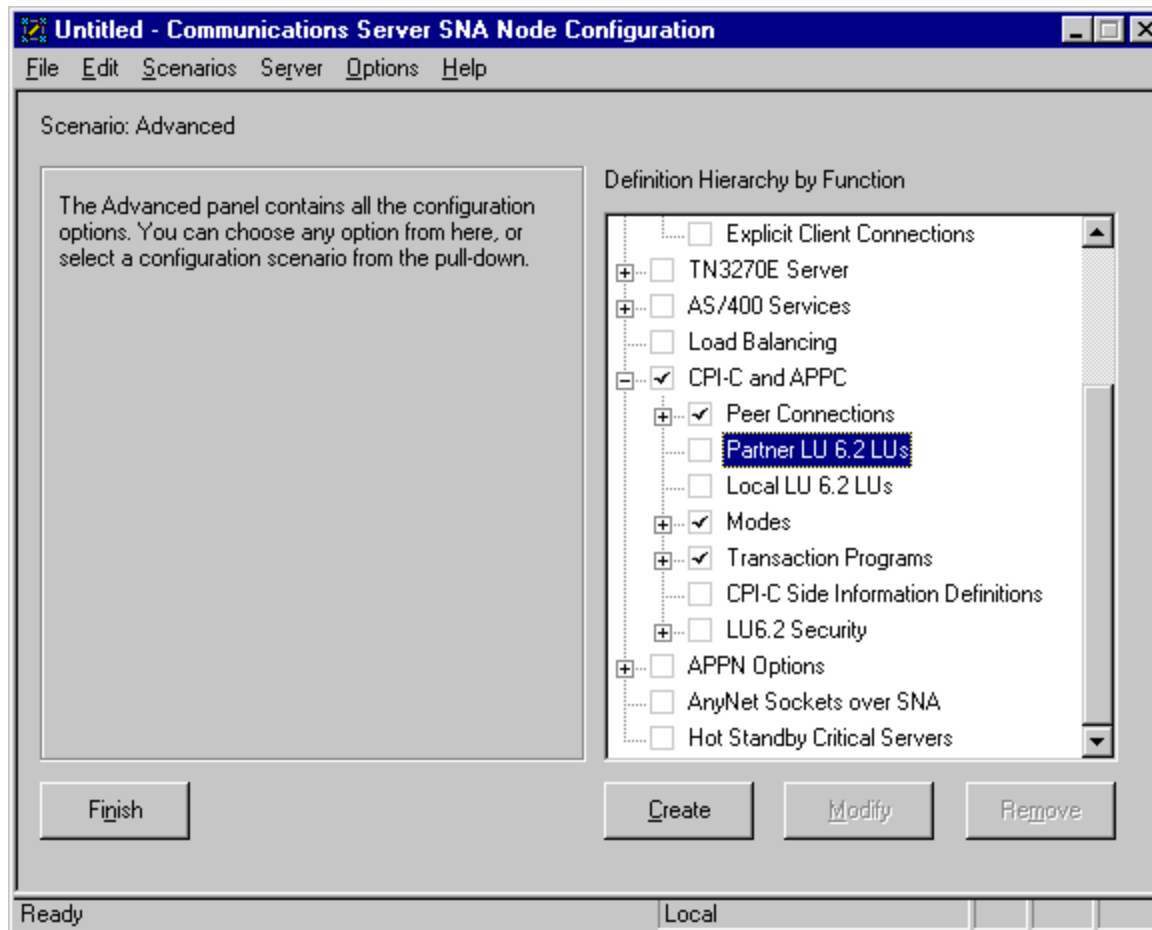 Untitled - Communications Server SNA Node Configuration
File Edit Scenarios Server Options Help
Scenario: Advanced
The Advanced panel contains all the configuration
options. You can choose any option from here, or
select a configuration scenario from the pull-down.
Definition Hierarchy by Function
Explicit Client Connections
TN3270E Server
AS/400 Services
Load Balancing
CPI-C and APPC
Peer Connections
Partner LU 6.2 LUs
Local LU 6.2 LUs
Modes
Transaction Programs
CPI-C Side Information Definitions
LU6.2 Security
APPN Options
AnyNet Sockets over SNA
Hot Standby Critical Servers
Finish
Create
Modify
Remove
Ready
Local